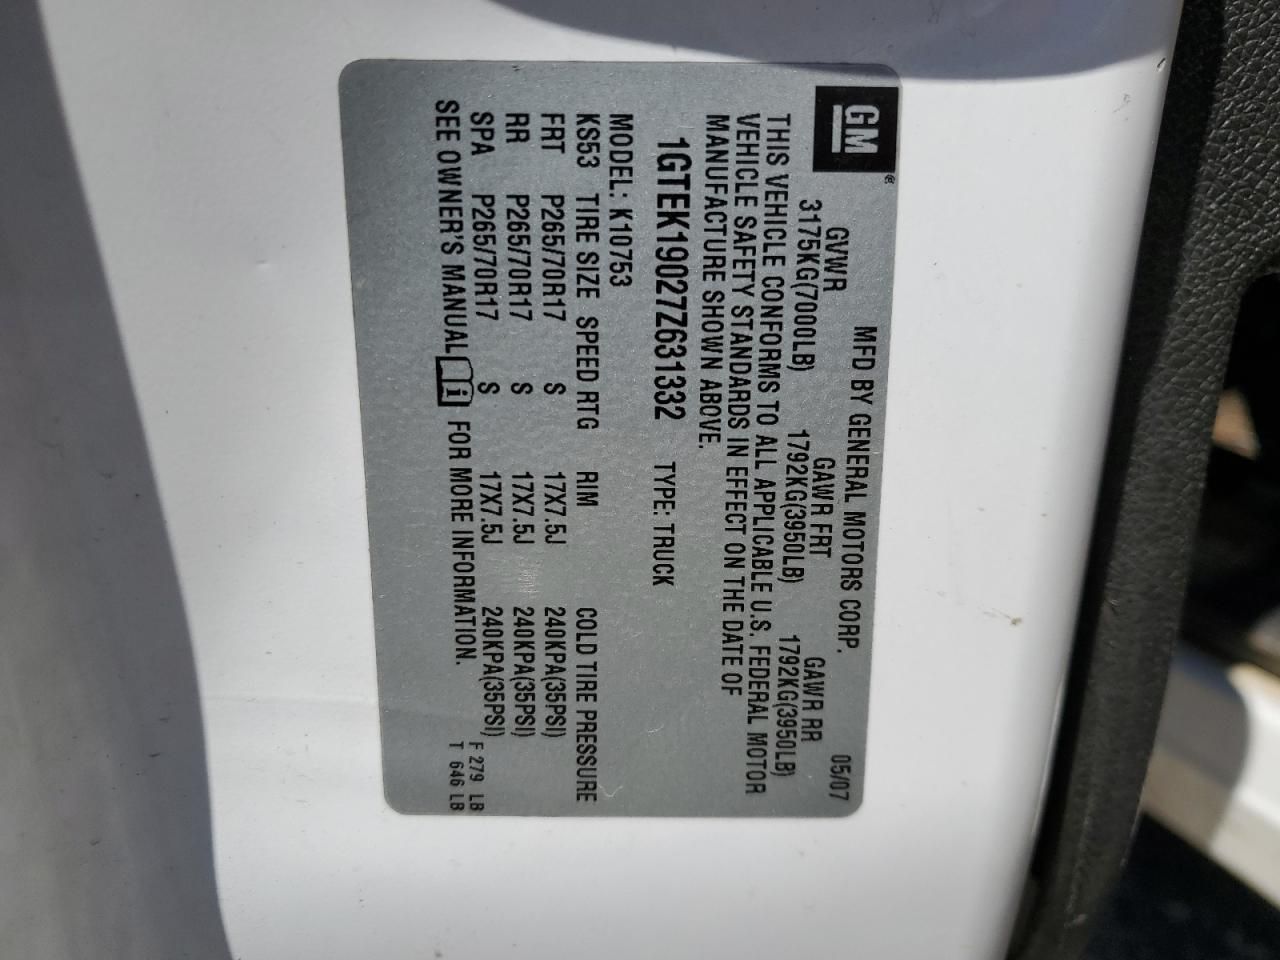 GM®
MFD BY GENERAL MOTORS CORP. 05/07
GVWR GAWR FRT GAWR RR
3175KG(7000LB) 1792KG(3950LB) 1792KG(3950LB)
THIS VEHICLE CONFORMS TO ALL APPLICABLE U.S. FEDERAL MOTOR
VEHICLE SAFETY STANDARDS IN EFFECT ON THE DATE OF
MANUFACTURE SHOWN ABOVE.
1GTEK19027Z631332 TYPE: TRUCK
MODEL: K10753
KS53 TIRE SIZE SPEED RTG RIM COLD TIRE PRESSURE
FRT P265/70R17 S 17X7.5J 240KPA(35PSI)
RR P265/70R17 S 17X7.5J 240KPA(35PSI)
SPA P265/70R17 S 17X7.5J 240KPA(35PSI)
SEE OWNER'S MANUAL i FOR MORE INFORMATION.
F 279 LB
T 646 LB